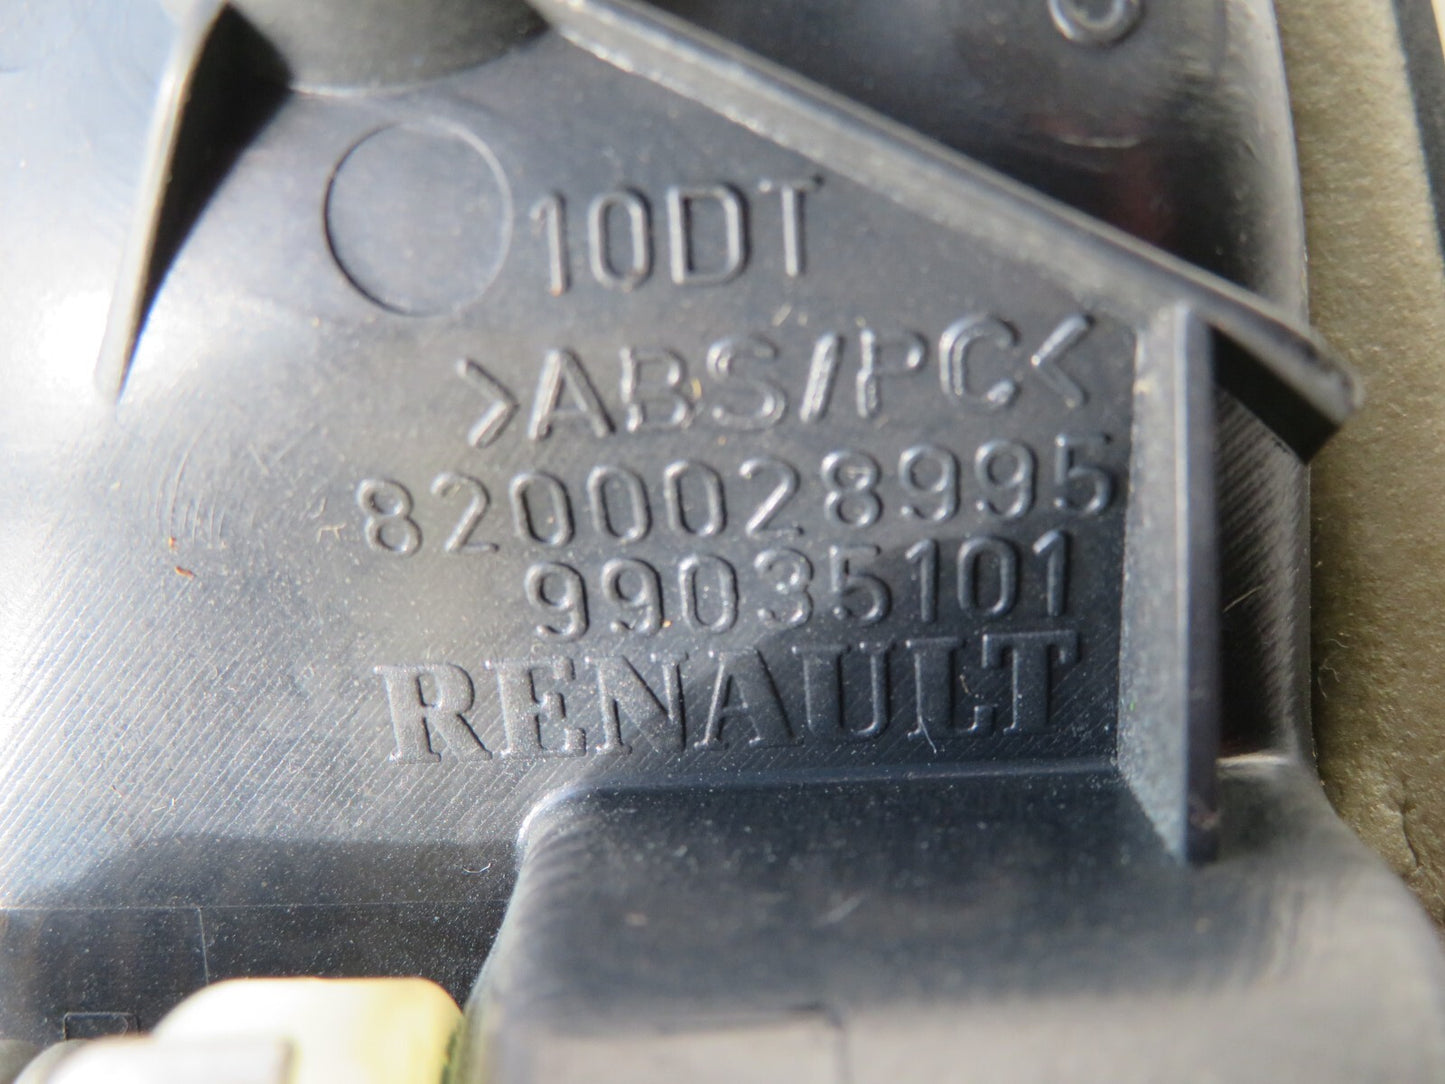 10DT
>ABS/PC<
8200028995
99035101
RENAULT